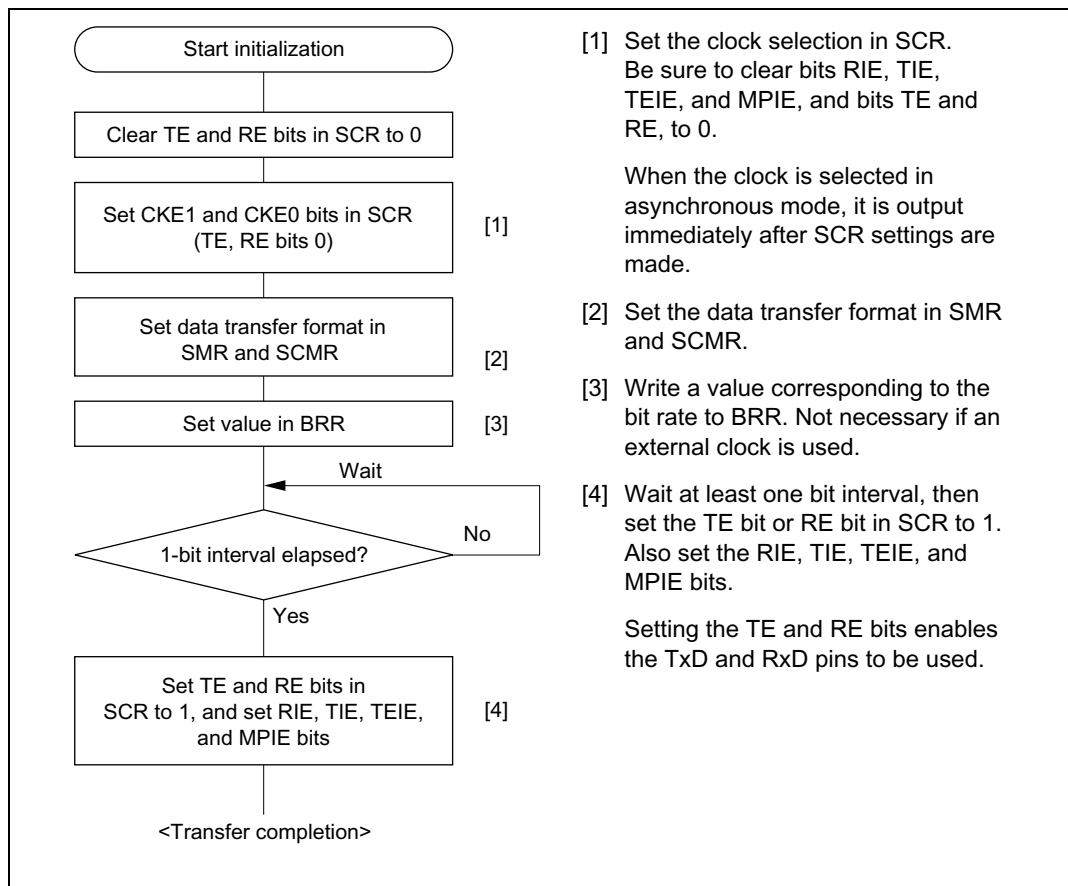 Start initialization
Clear TE and RE bits in SCR to 0
Set CKE1 and CKE0 bits in SCR
(TE, RE bits 0)
[1]
Set data transfer format in
SMR and SCMR
[2]
Set value in BRR
[3]
Wait
1-bit interval elapsed?
No
Yes
Set TE and RE bits in
SCR to 1, and set RIE, TIE, TEIE,
and MPIE bits
[4]
<Transfer completion>
[1] Set the clock selection in SCR.
Be sure to clear bits RIE, TIE,
TEIE, and MPIE, and bits TE and
RE, to 0.
When the clock is selected in
asynchronous mode, it is output
immediately after SCR settings are
made.
[2] Set the data transfer format in SMR
and SCMR.
[3] Write a value corresponding to the
bit rate to BRR. Not necessary if an
external clock is used.
[4] Wait at least one bit interval, then
set the TE bit or RE bit in SCR to 1.
Also set the RIE, TIE, TEIE, and
MPIE bits.
Setting the TE and RE bits enables
the TxD and RxD pins to be used.